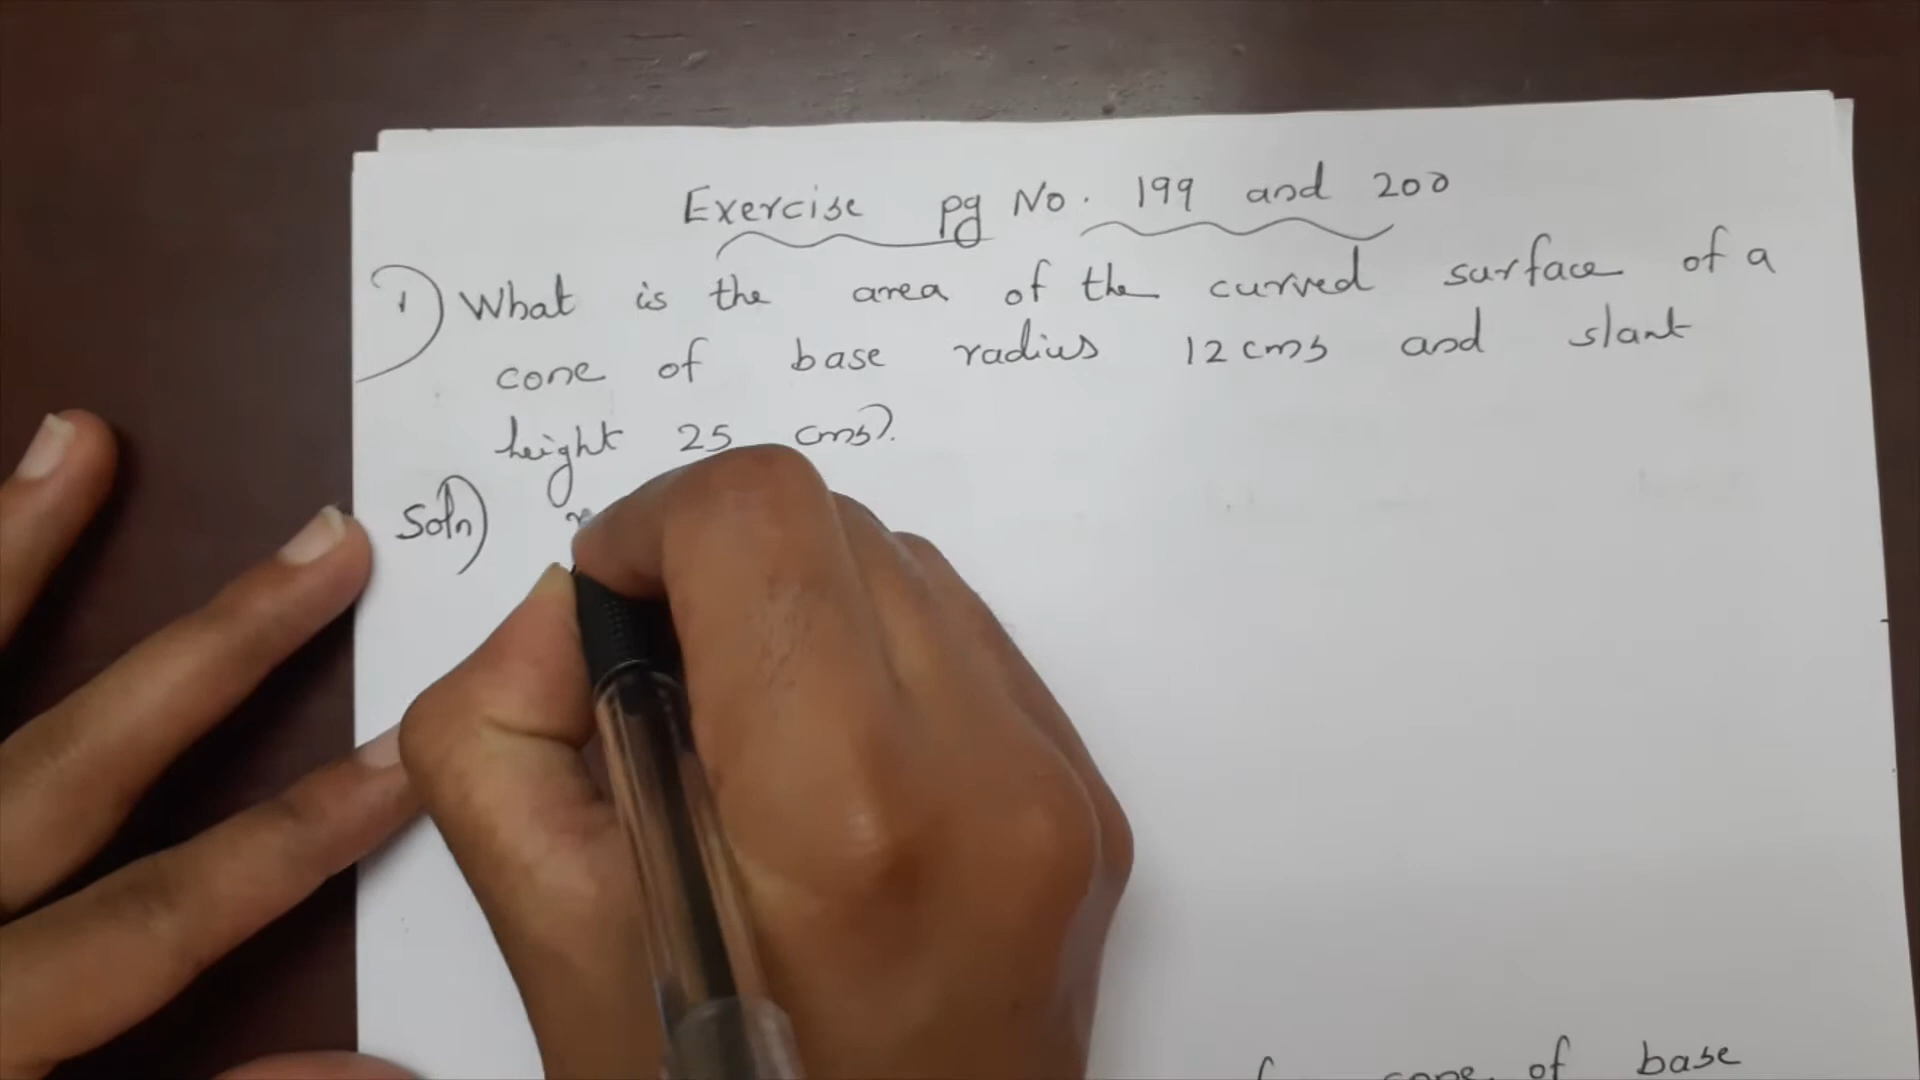 Exercise pg No. 199 and 200
1) What is the area of the curved surface of a
cone of base radius 12 cms and slant
height 25 cms?
Soln) r
cone of base